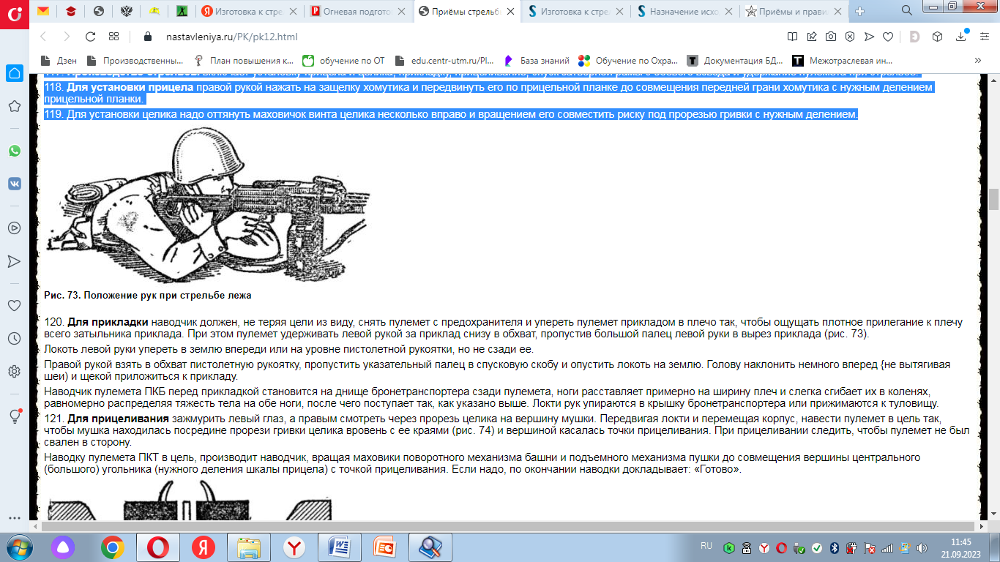 Изготовка к стре
Огневая подгото
Приёмы стрельб
Изготовка к стре
Назначение исхо
Приёмы и прави
nastavleniya.ru/PK/pk12.html
Дзен
Производственны...
План повышения к...
обучение по ОТ
edu.centr-utm.ru/Pl...
База знаний
Обучение по Охра...
Документация БД...
Межотраслевая ин...
118. Для установки прицела правой рукой нажать на защелку хомутика и передвинуть его по прицельной планке до совмещения передней грани хомутика с нужным делением
прицельной планки.
119. Для установки целика надо оттянуть маховичок винта целика несколько вправо и вращением его совместить риску под прорезью гривки с нужным делением.
Рис. 73. Положение рук при стрельбе лежа
120. Для прикладки наводчик должен, не теряя цели из виду, снять пулемет с предохранителя и упереть пулемет прикладом в плечо так, чтобы ощущать плотное прилегание к плечу
всего затыльника приклада. При этом пулемет удерживать левой рукой за приклад снизу в обхват, пропустив большой палец левой руки в вырез приклада (рис. 73).
Локоть левой руки упереть в землю впереди или на уровне пистолетной рукоятки, но не сзади ее.
Правой рукой взять в обхват пистолетную рукоятку, пропустить указательный палец в спусковую скобу и опустить локоть на землю. Голову наклонить немного вперед {не вытягивая
шеи) и щекой приложиться к прикладу.
Наводчик пулемета ПКБ перед прикладкой становится на днище бронетранспортера сзади пулемета, ноги расставляет примерно на ширину плеч и слегка сгибает их в коленях,
равномерно распределяя тяжесть тела на обе ноги, после чего поступает так, как указано выше. Локти рук упираются в крышку бронетранспортера или прижимаются к туловищу.
121. Для прицеливания зажмурить левый глаз, а правым смотреть через прорезь целика на вершину мушки. Передвигая локти и перемещая корпус, навести пулемет в цель так,
чтобы мушка находилась посредине прорези гривки целика вровень с ее краями (рис. 74) и вершиной касалась точки прицеливания. При прицеливании следить, чтобы пулемет не был
свален в сторону.
Наводку пулемета ПКТ в цель, производит наводчик, вращая маховики поворотного механизма башни и подъемного механизма пушки до совмещения вершины центрального
(большого) угольника (нужного деления шкалы прицела) с точкой прицеливания. Если надо, по окончании наводки докладывает: «Готово».
RU
11:45
21.09.2023